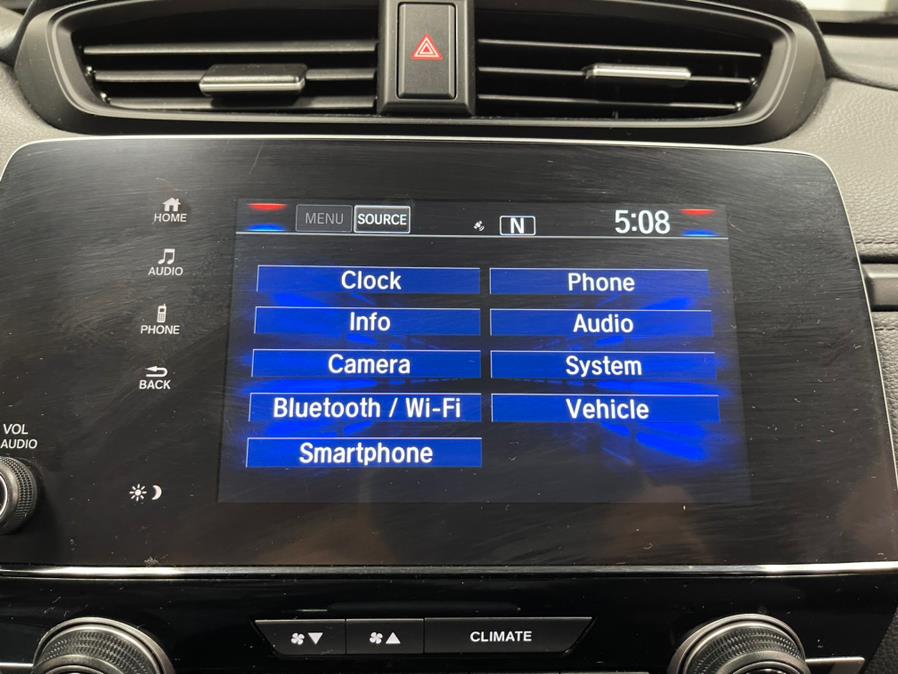 HOME
MENU SOURCE N 5:08
AUDIO
PHONE
BACK
Clock Phone
Info Audio
Camera System
Bluetooth / Wi-Fi Vehicle
Smartphone
VOL
AUDIO
CLIMATE